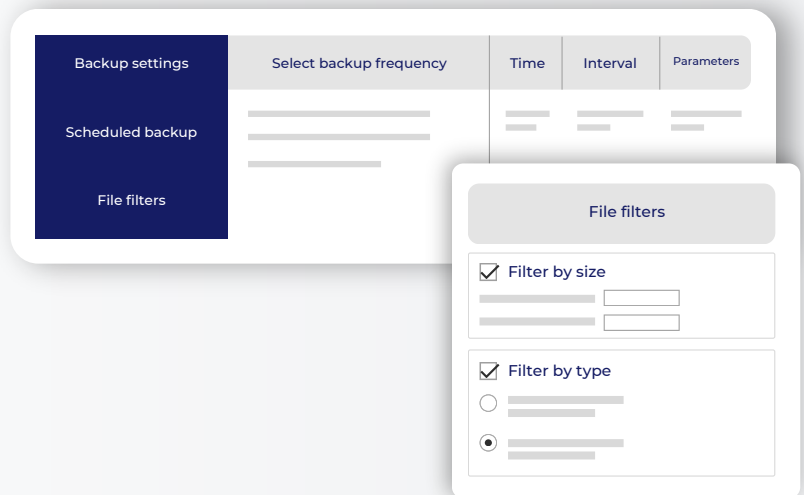 Backup settings
Select backup frequency
Time
Interval
Parameters
Scheduled backup
File filters
File filters
Filter by size
Filter by type